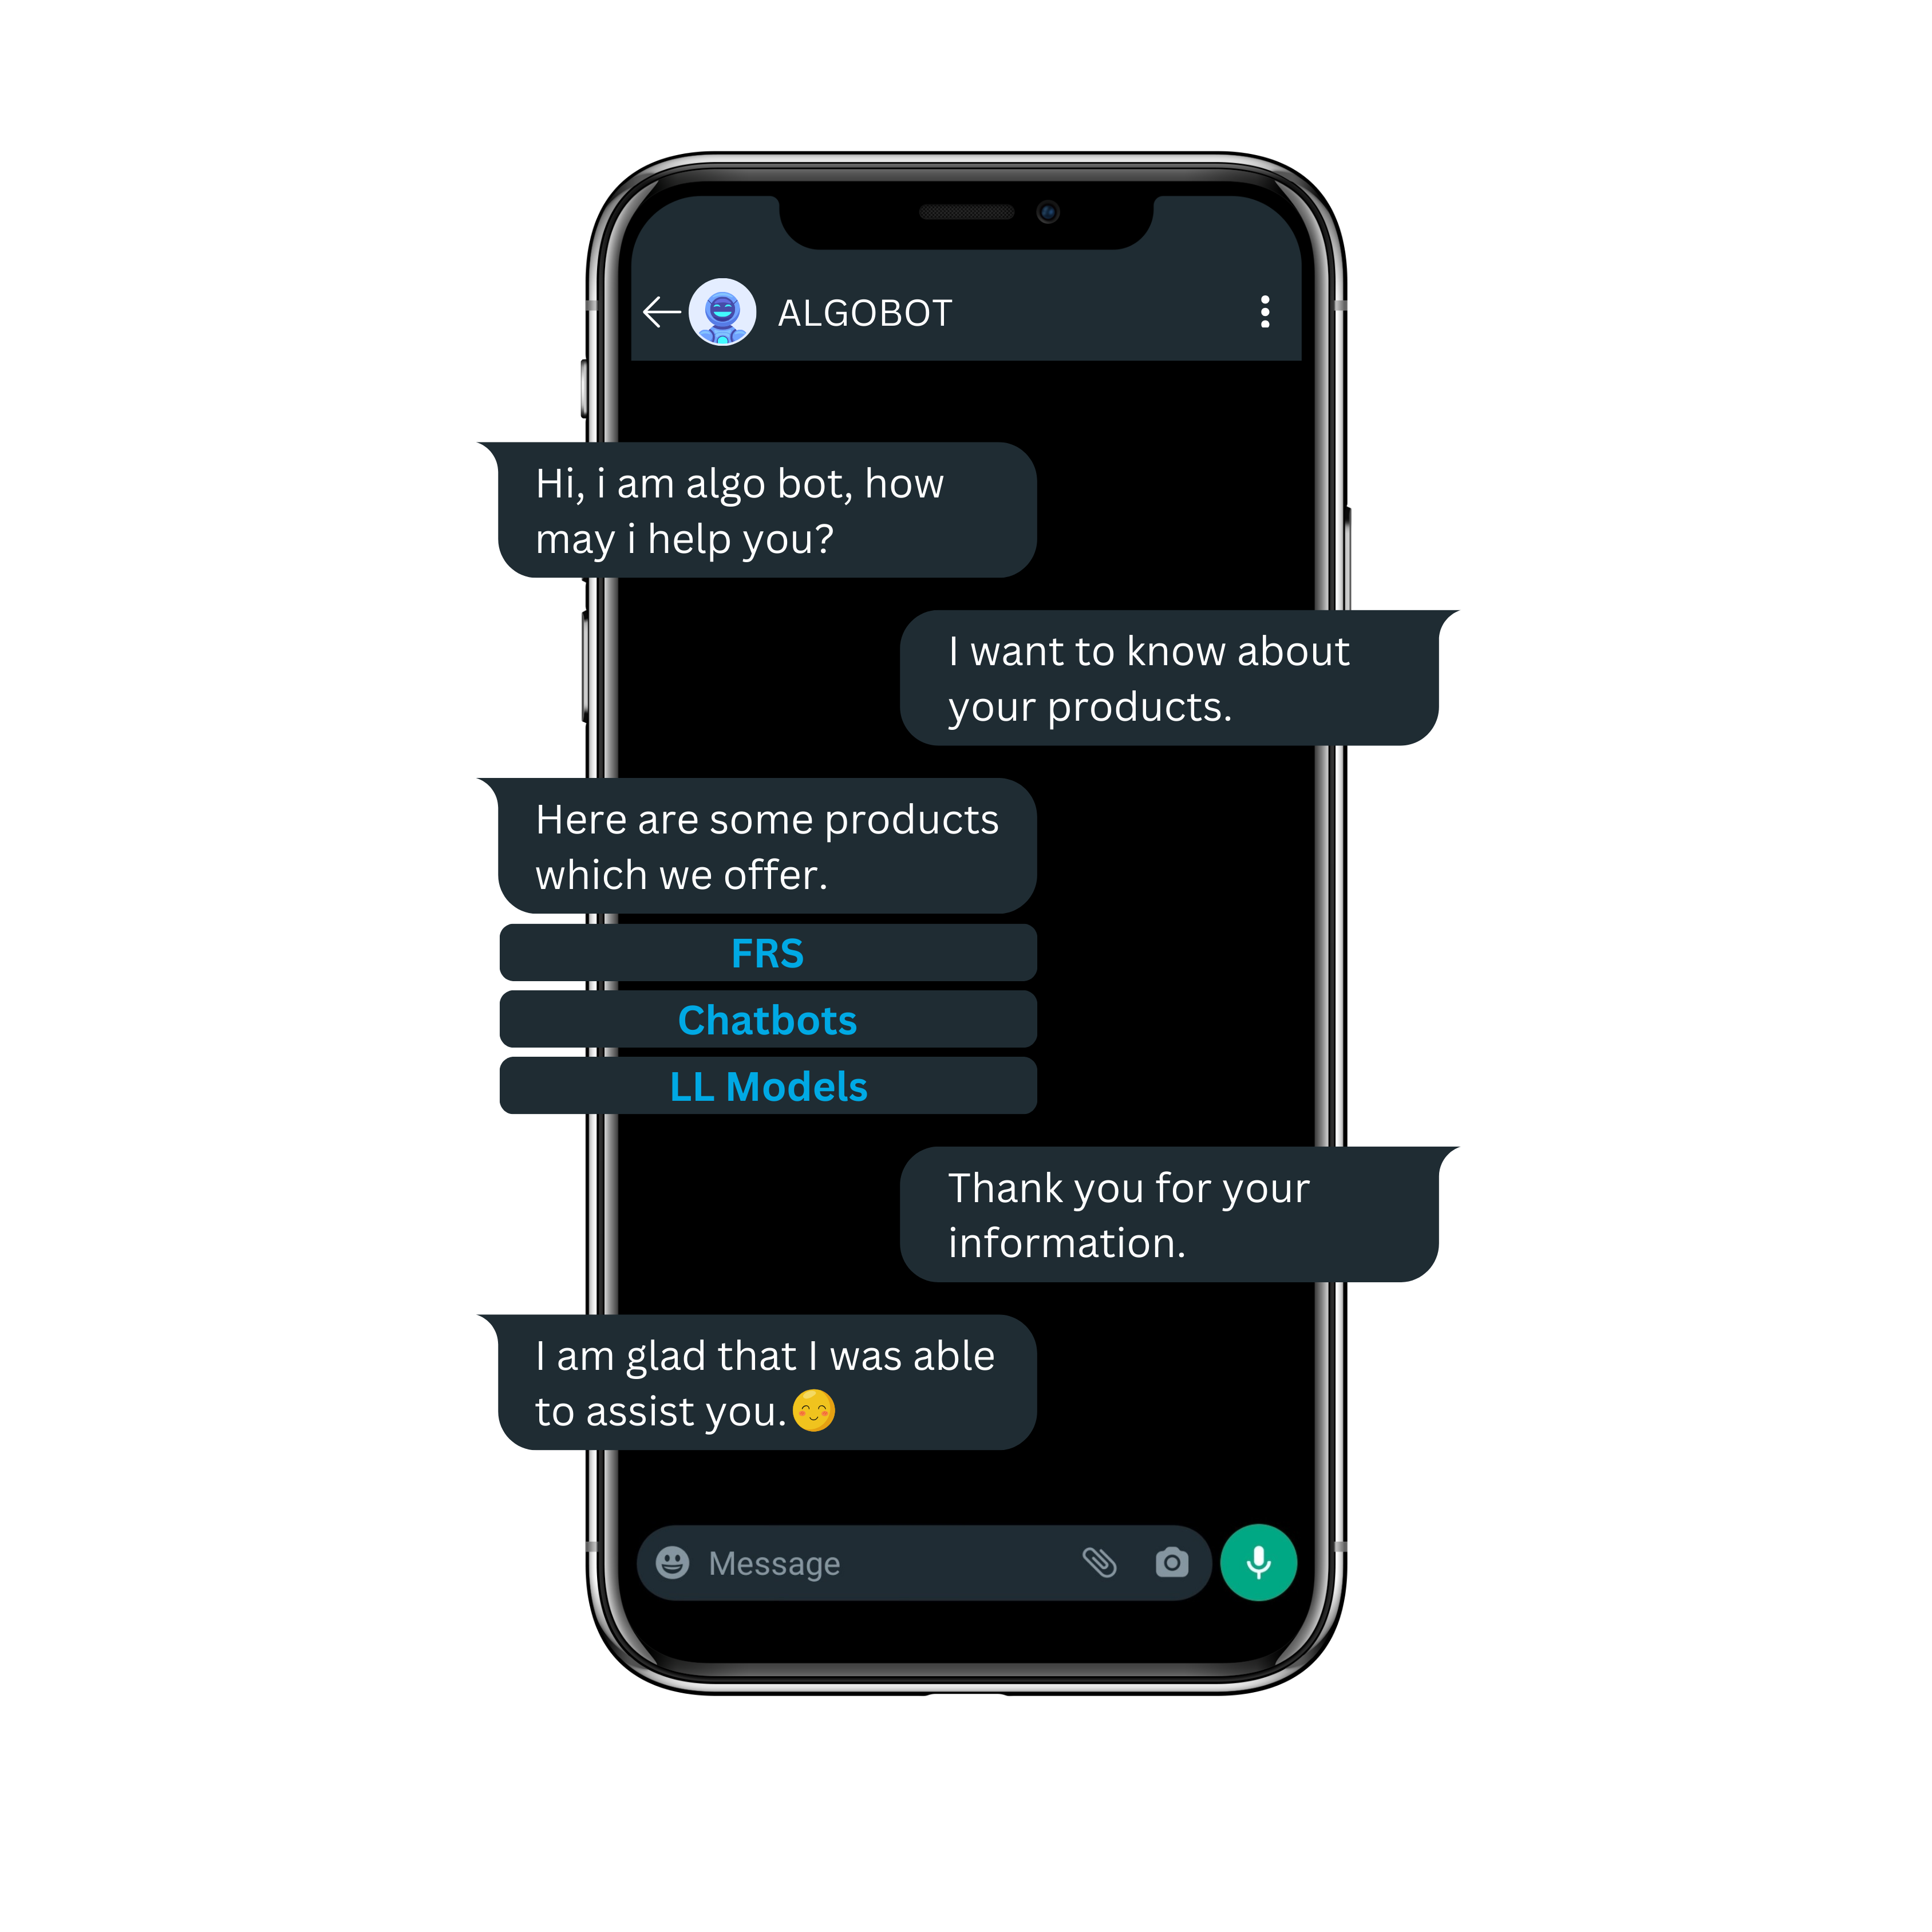 ALGOBOT
Hi, i am algo bot, how
may i help you?
I want to know about
your products.
Here are some products
which we offer.
FRS
Chatbots
LL Models
Thank you for your
information.
I am glad that I was able
to assist you.
Message